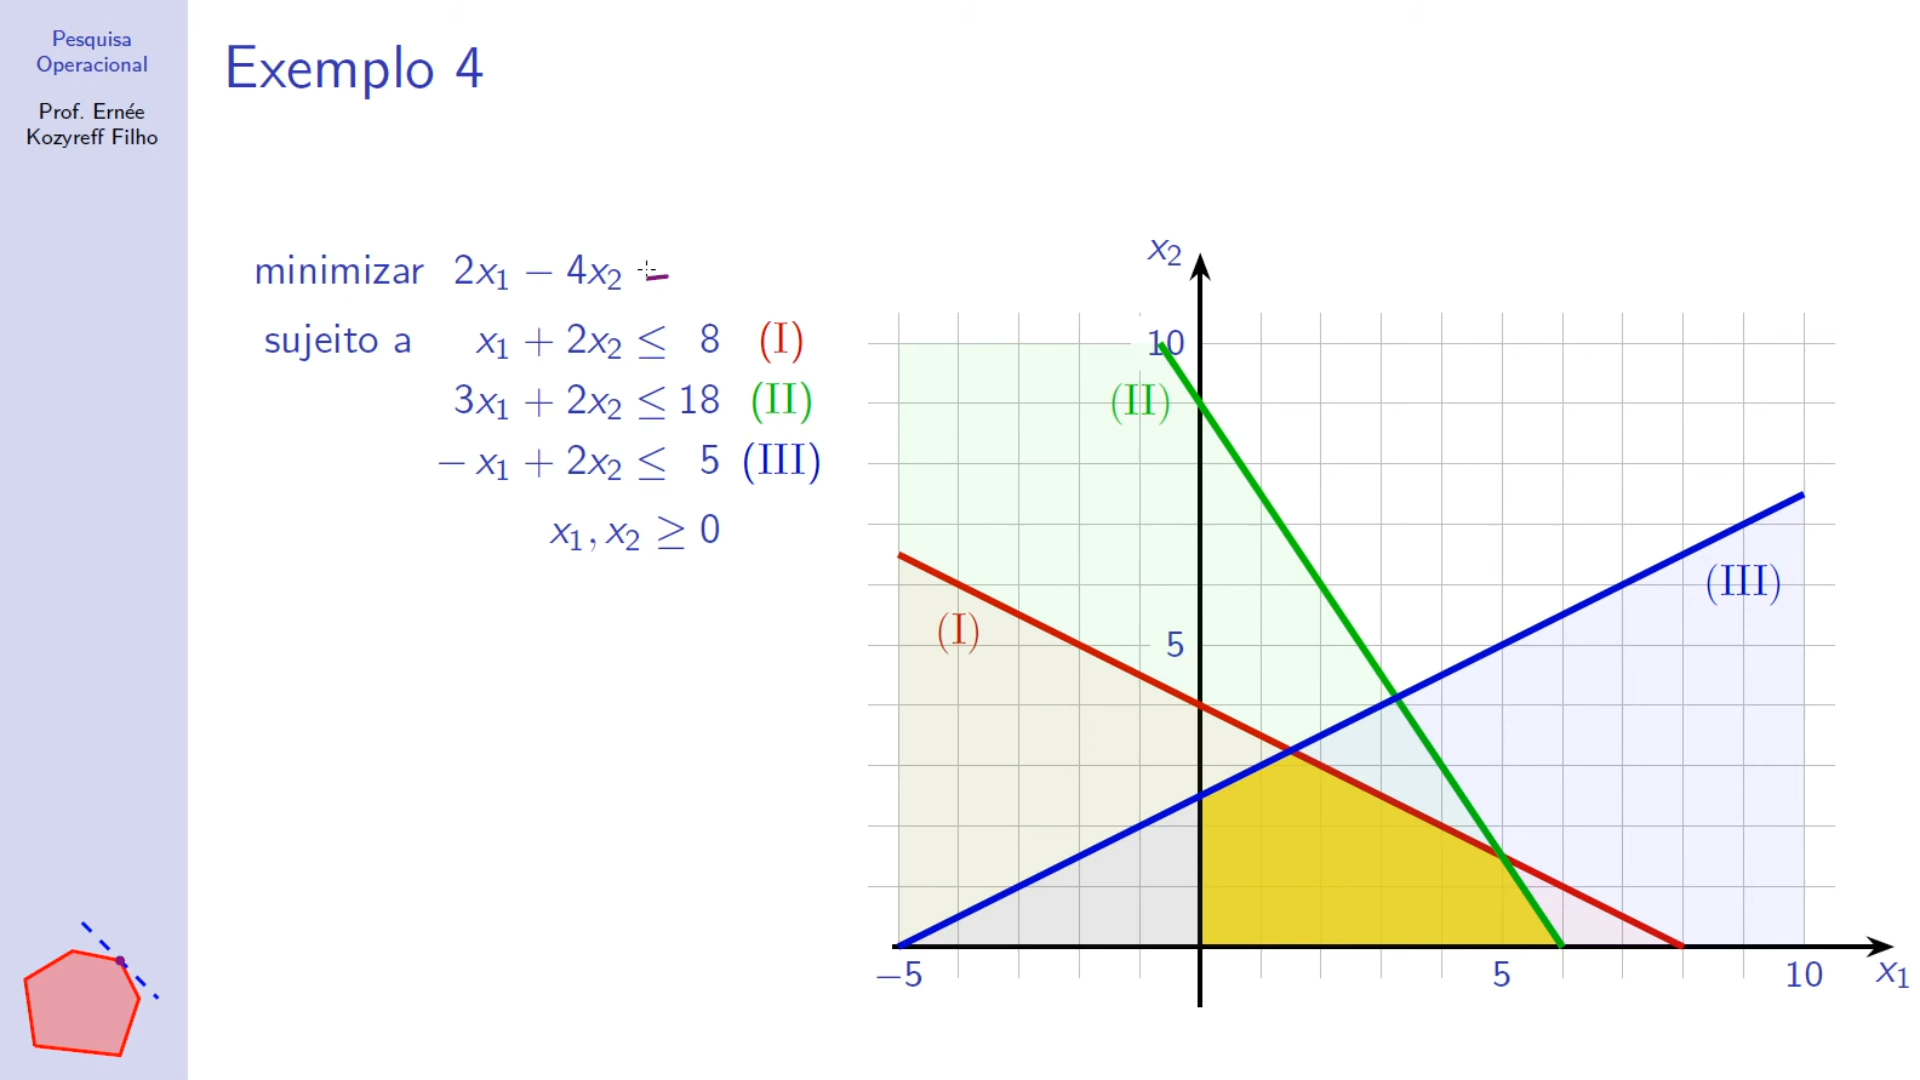 Pesquisa
Operacional
Prof. Ernée
Kozyreff Filho
Exemplo 4
minimizar 2x₁ − 4x₂
sujeito a x₁ + 2x₂ ≤ 8 (I)
3x₁ + 2x₂ ≤ 18 (II)
− x₁ + 2x₂ ≤ 5 (III)
x₁, x₂ ≥ 0
x₂
10
(II)
(III)
(I)
5
−5 5 10 x₁